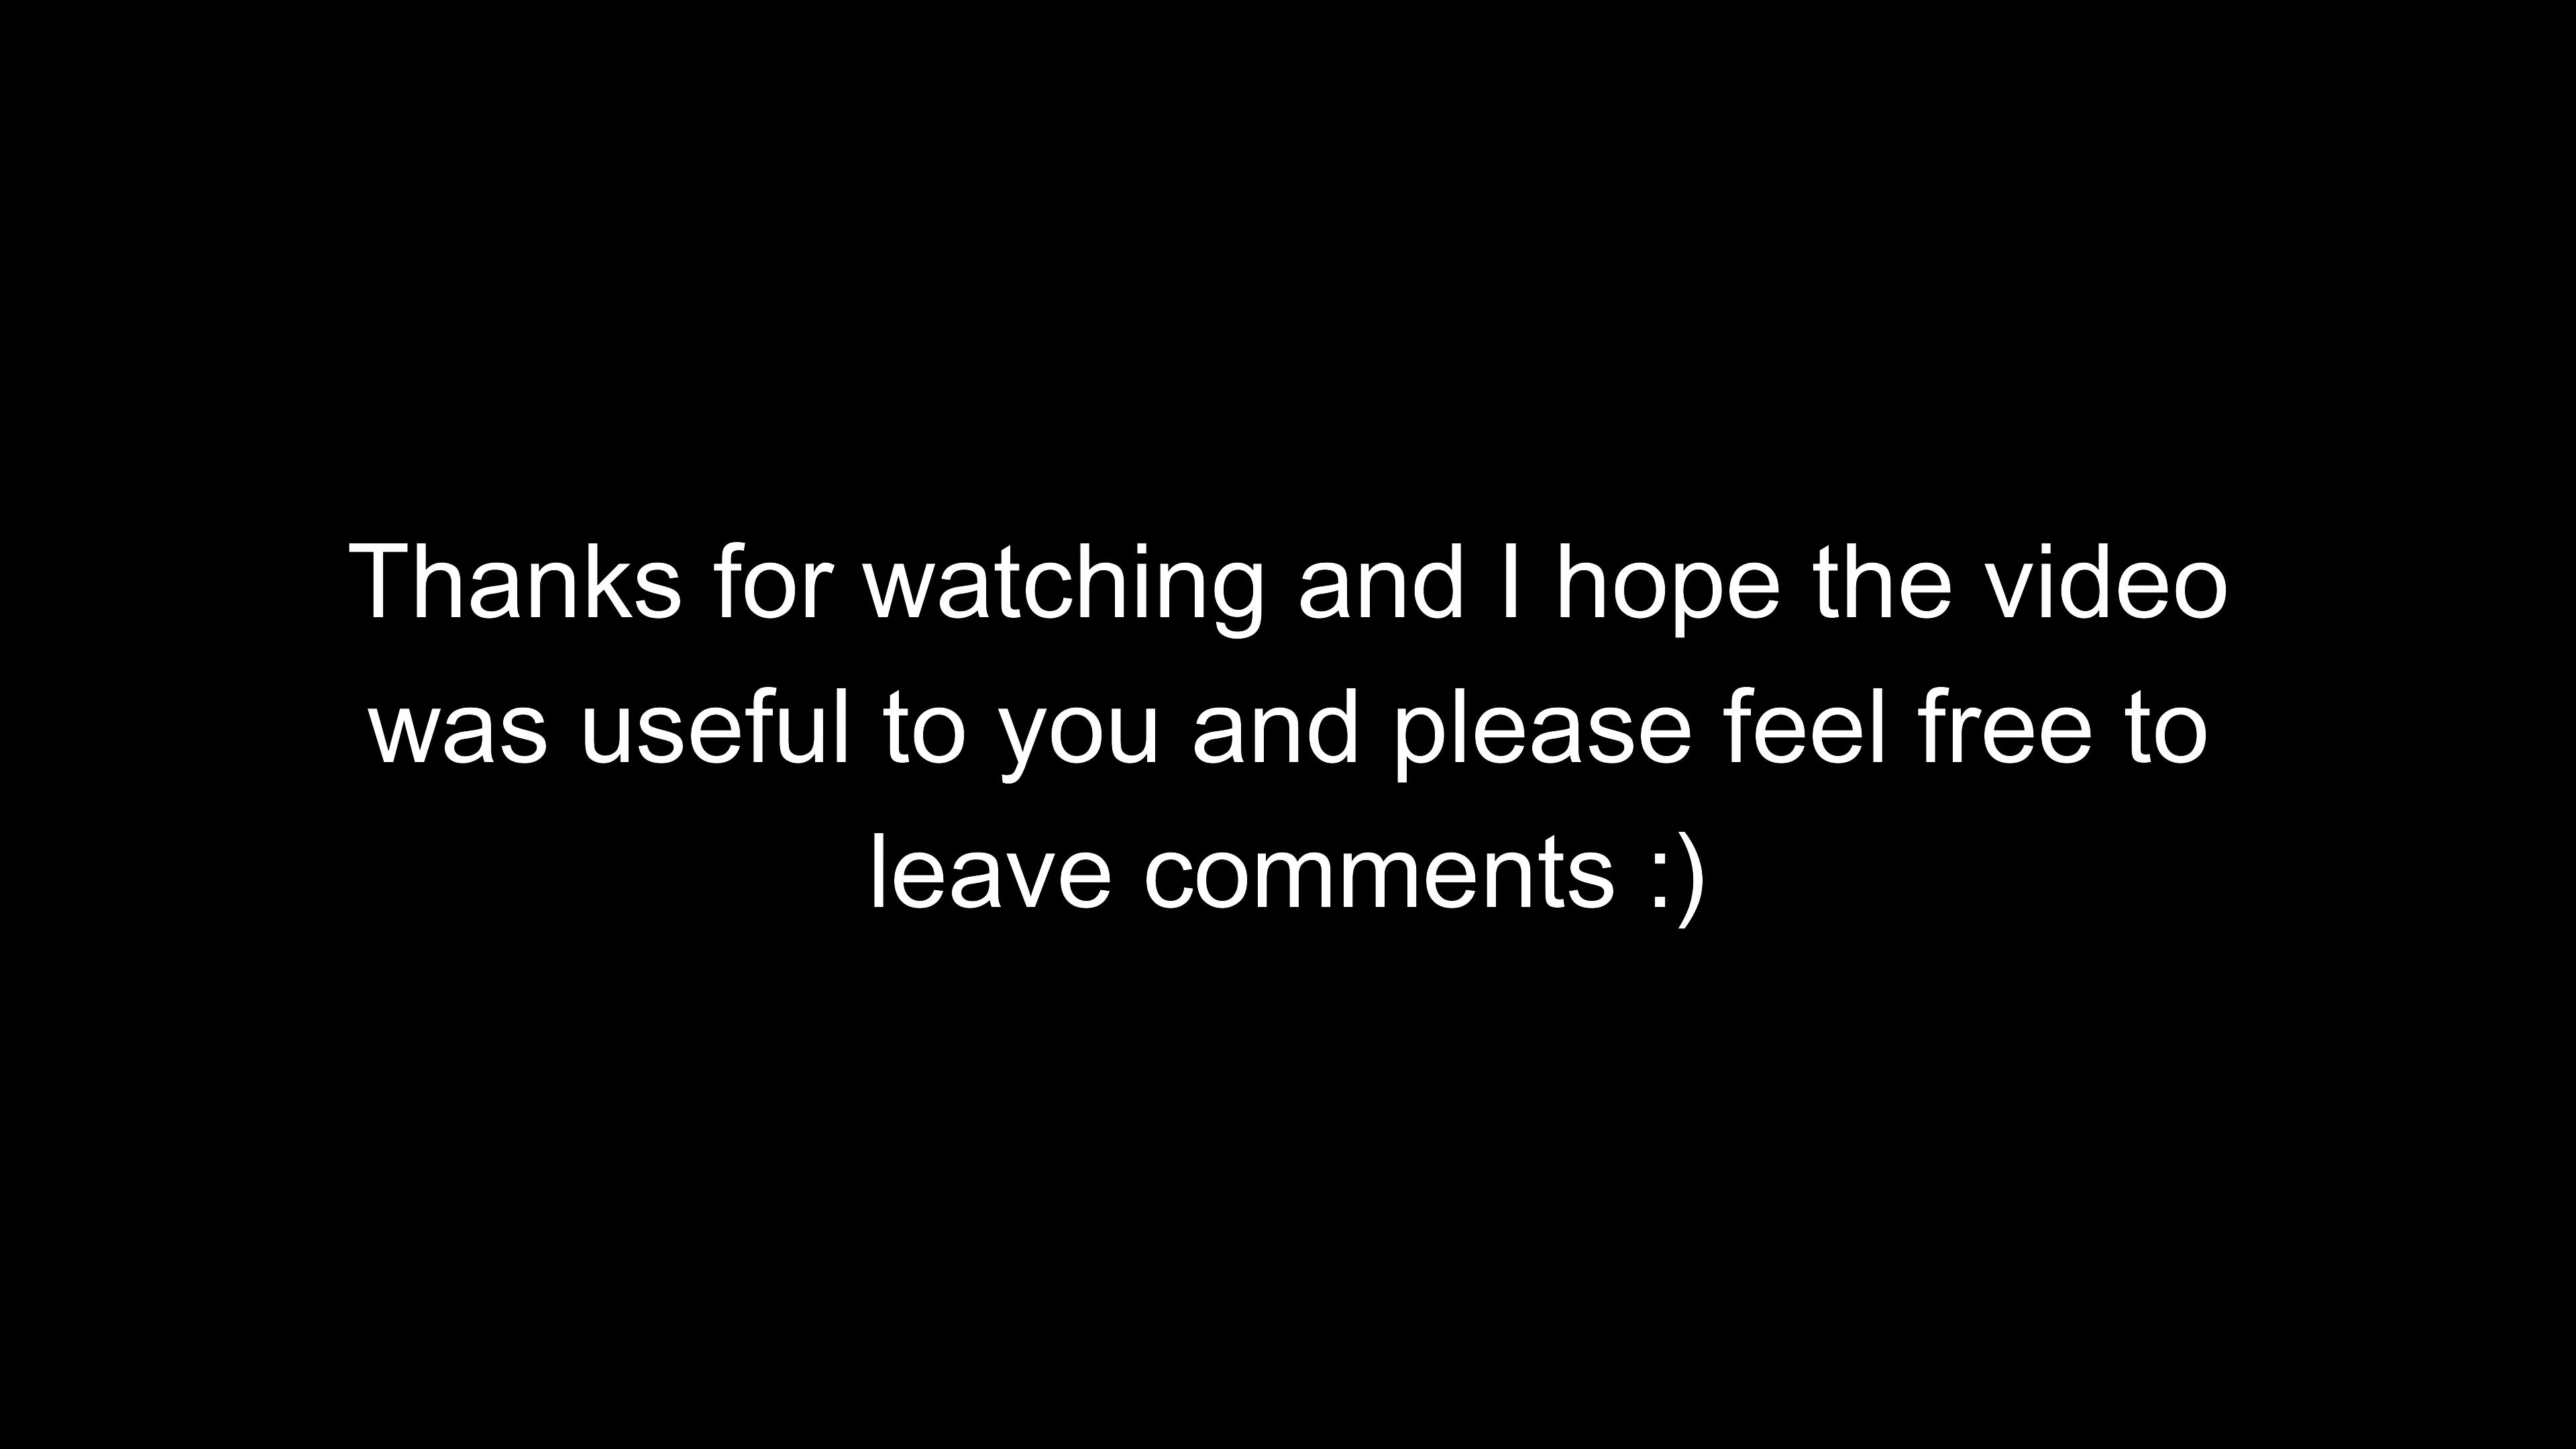 Thanks for watching and I hope the video
was useful to you and please feel free to
leave comments :)